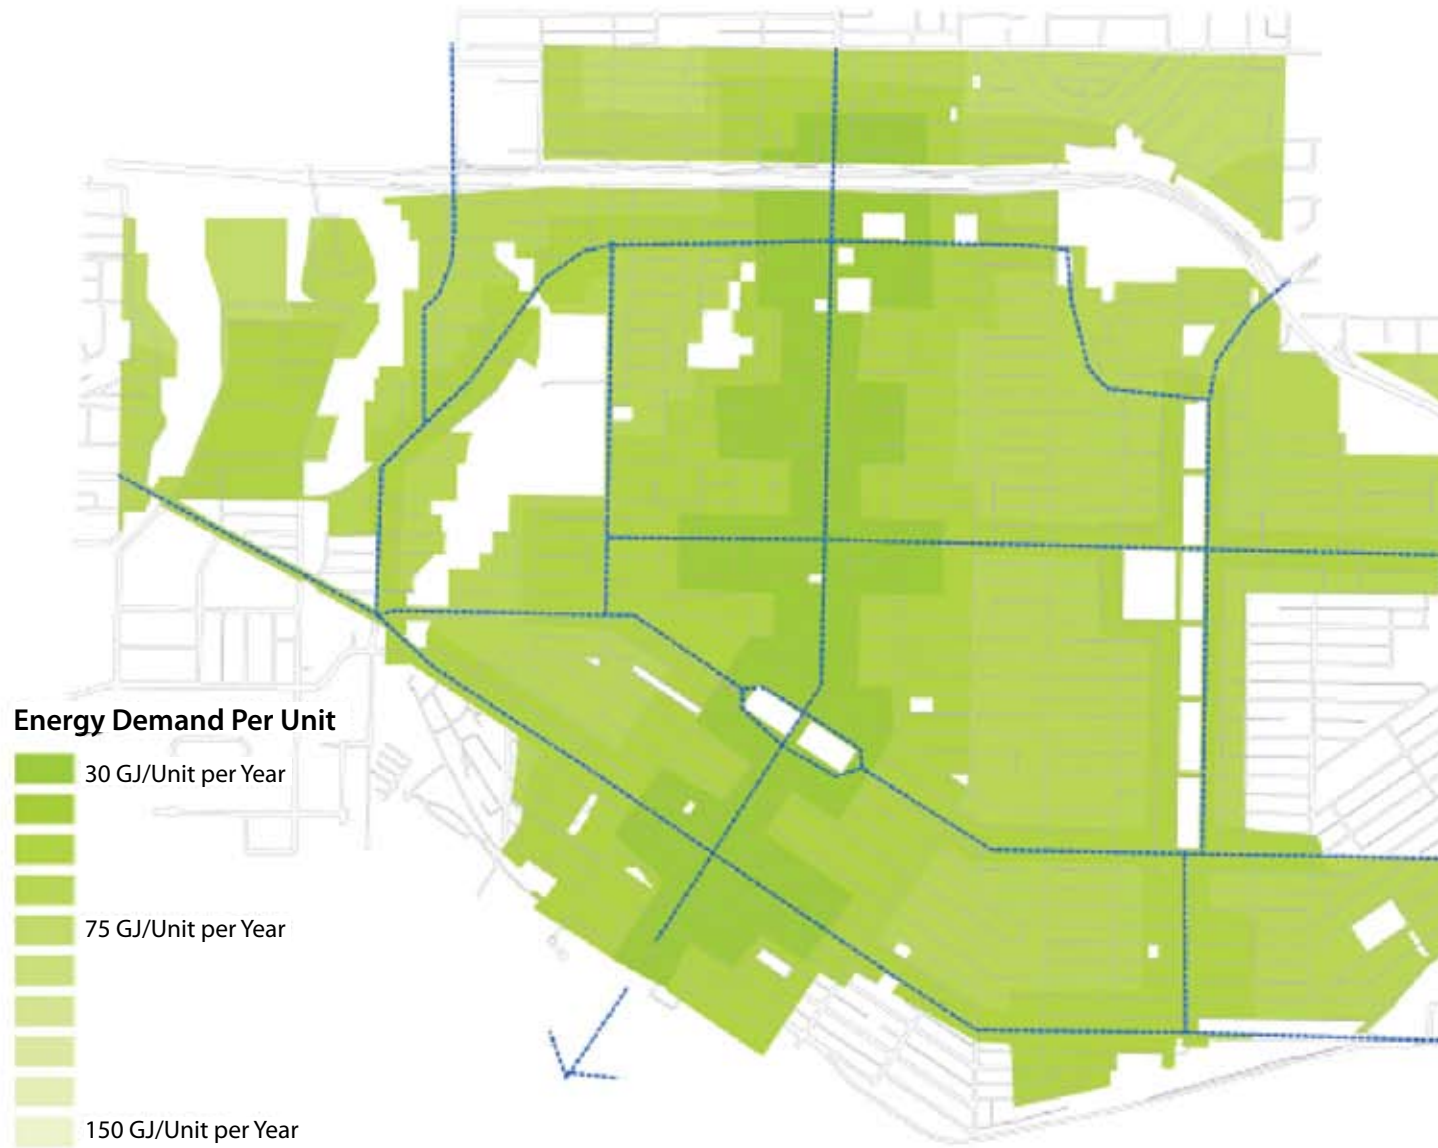 Energy Demand Per Unit
30 GJ/Unit per Year
75 GJ/Unit per Year
150 GJ/Unit per Year